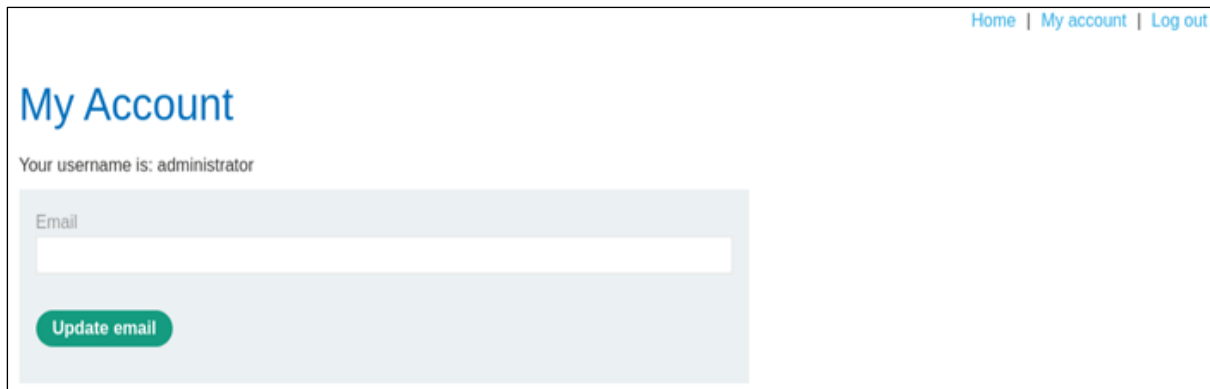 Home | My account | Log out
My Account
Your username is: administrator
Email
Update email